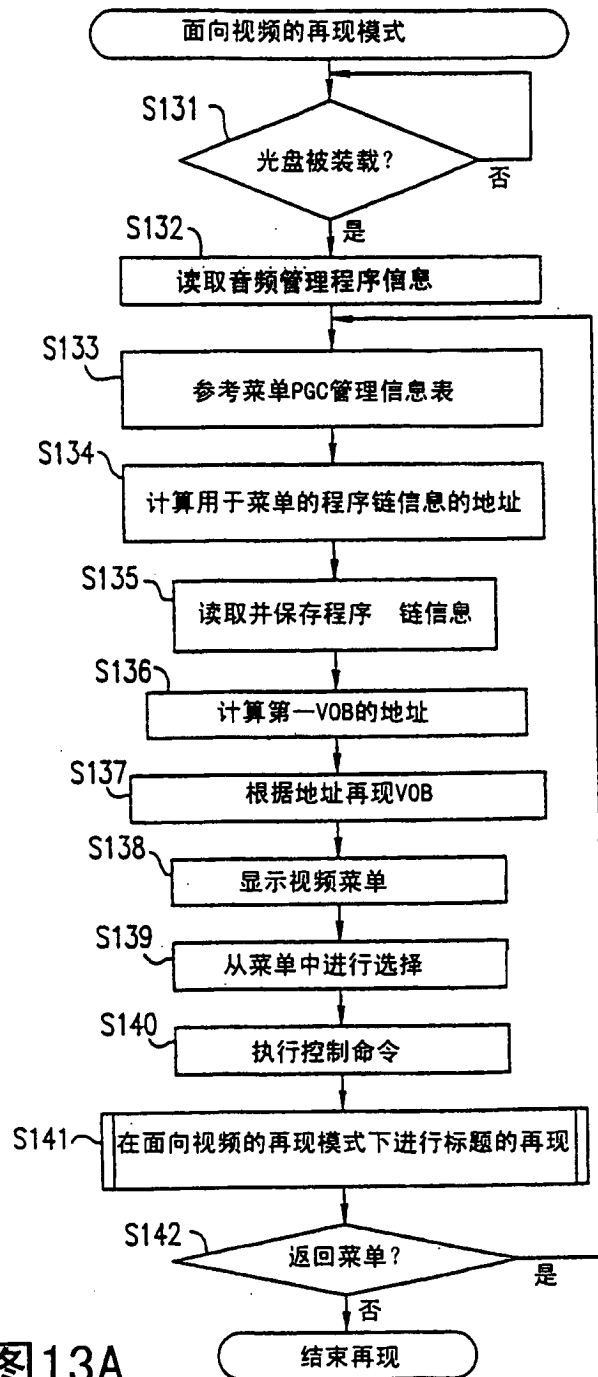 面向视频的再现模式
S131
光盘被装载?
否
是
S132
读取音频管理程序信息
S133
参考菜单PGC管理信息表
S134
计算用于菜单的程序链信息的地址
S135
读取并保存程序 链信息
S136
计算第一VOB的地址
S137
根据地址再现VOB
S138
显示视频菜单
S139
从菜单中进行选择
S140
执行控制命令
S141
在面向视频的再现模式下进行标题的再现
S142
返回菜单?
是
否
结束再现
图13A